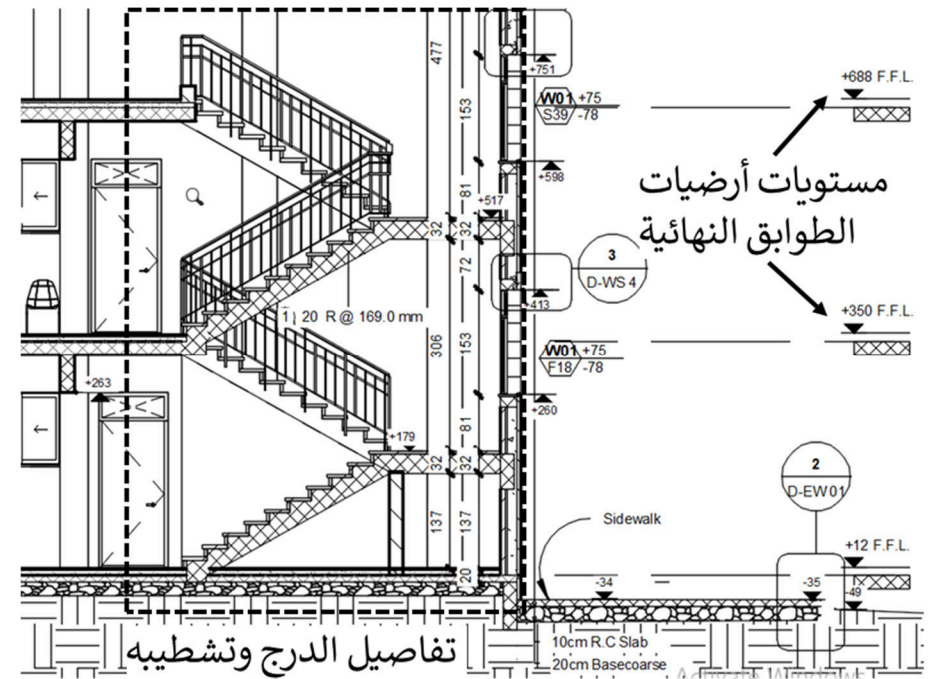 477
+751
+688 F.F.L.
W01 +75
S39 -78
153
+598
مستويات أرضيات
الطوابق النهائية
81
+517
32
32
3
D-WS 4
72
+413
+350 F.F.L.
1 20 R @ 169.0 mm
306
153
W01 +75
F18 -78
+263
+260
81
+179
32
32
2
D-EW01
137
137
Sidewalk
+12 F.F.L.
20
-34
-35
-49
تفاصيل الدرج وتشطيبه
10cm R.C Slab
20cm Basecoarse
Activate Windows